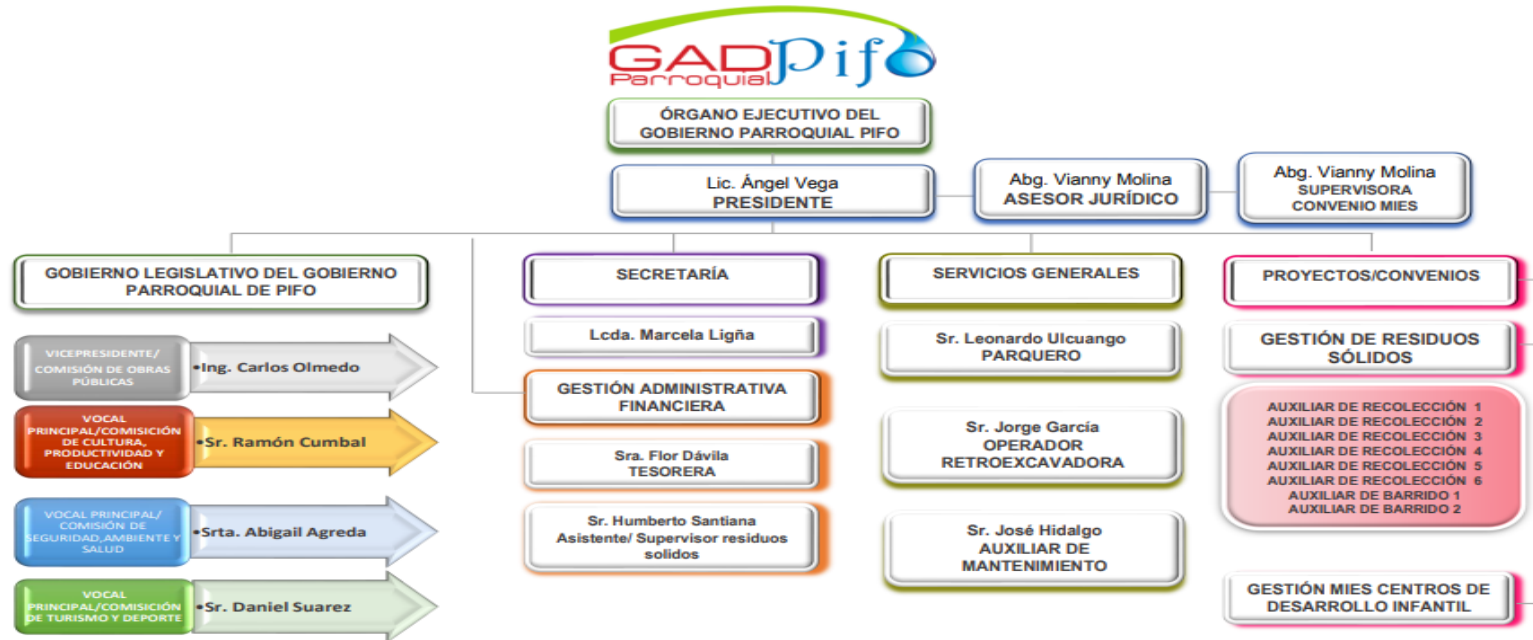 GAD Pifo
Parroquial
ÓRGANO EJECUTIVO DEL
GOBIERNO PARROQUIAL PIFO
Lic. Ángel Vega
PRESIDENTE
Abg. Vianny Molina
ASESOR JURÍDICO
Abg. Vianny Molina
SUPERVISORA
CONVENIO MIES
GOBIERNO LEGISLATIVO DEL GOBIERNO
PARROQUIAL DE PIFO
VICEPRESIDENTE/
COMISIÓN DE OBRAS
PÚBLICAS
•Ing. Carlos Olmedo
VOCAL
PRINCIPAL/COMISICIÓN
DE CULTURA,
PRODUCTIVIDAD Y
EDUCACIÓN
•Sr. Ramón Cumbal
VOCAL PRINCIPAL/
COMISIÓN DE
SEGURIDAD,AMBIENTE Y
SALUD
•Srta. Abigail Agreda
VOCAL
PRINCIPAL/COMISICIÓN
DE TURISMO Y DEPORTE
•Sr. Daniel Suarez
SECRETARÍA
Lcda. Marcela Ligña
GESTIÓN ADMINISTRATIVA
FINANCIERA
Sra. Flor Dávila
TESORERA
Sr. Humberto Santiana
Asistente/ Supervisor residuos
solidos
SERVICIOS GENERALES
Sr. Leonardo Ulcuango
PARQUERO
Sr. Jorge García
OPERADOR
RETROEXCAVADORA
Sr. José Hidalgo
AUXILIAR DE
MANTENIMIENTO
PROYECTOS/CONVENIOS
GESTIÓN DE RESIDUOS
SÓLIDOS
AUXILIAR DE RECOLECCIÓN 1
AUXILIAR DE RECOLECCIÓN 2
AUXILIAR DE RECOLECCIÓN 3
AUXILIAR DE RECOLECCIÓN 4
AUXILIAR DE RECOLECCIÓN 5
AUXILIAR DE RECOLECCIÓN 6
AUXILIAR DE BARRIDO 1
AUXILIAR DE BARRIDO 2
GESTIÓN MIES CENTROS DE
DESARROLLO INFANTIL